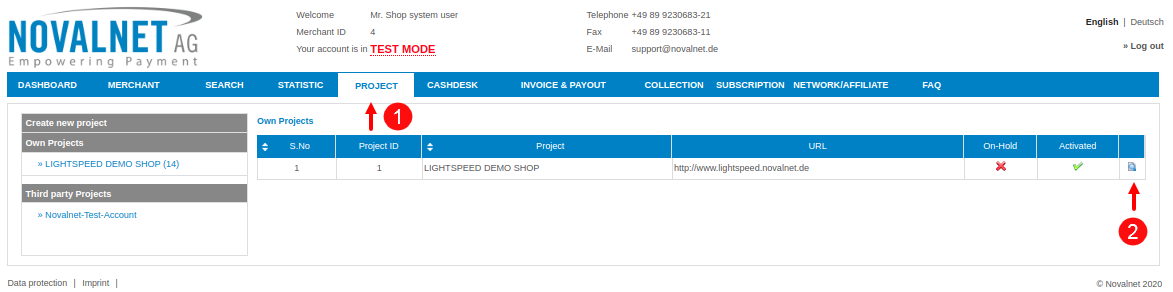 NOVALNET AG
Empowering Payment
Welcome Mr. Shop system user
Merchant ID 4
Your account is in TEST MODE
Telephone +49 89 9230683-21
Fax +49 89 9230683-11
E-Mail support@novalnet.de
English | Deutsch
» Log out
DASHBOARD MERCHANT SEARCH STATISTIC PROJECT CASHDESK INVOICE & PAYOUT COLLECTION SUBSCRIPTION NETWORK/AFFILIATE FAQ
1
Create new project
Own Projects
» LIGHTSPEED DEMO SHOP (14)
Third party Projects
» Novalnet-Test-Account
Own Projects
S.No Project ID Project URL On-Hold Activated
1 1 LIGHTSPEED DEMO SHOP http://www.lightspeed.novalnet.de
2
Data protection | Imprint |
© Novalnet 2020